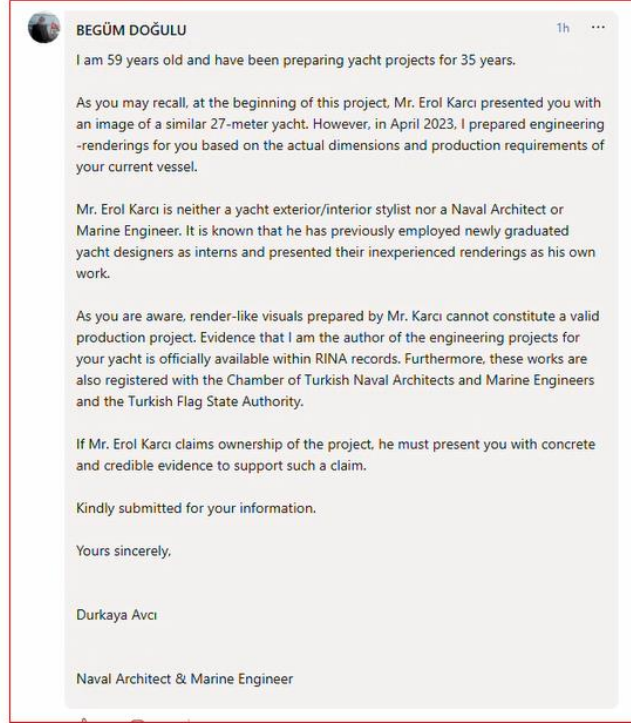 BEGÜM DOĞULU
1h ...
I am 59 years old and have been preparing yacht projects for 35 years.
As you may recall, at the beginning of this project, Mr. Erol Karcı presented you with
an image of a similar 27-meter yacht. However, in April 2023, I prepared engineering
-renderings for you based on the actual dimensions and production requirements of
your current vessel.
Mr. Erol Karcı is neither a yacht exterior/interior stylist nor a Naval Architect or
Marine Engineer. It is known that he has previously employed newly graduated
yacht designers as interns and presented their inexperienced renderings as his own
work.
As you are aware, render-like visuals prepared by Mr. Karcı cannot constitute a valid
production project. Evidence that I am the author of the engineering projects for
your yacht is officially available within RINA records. Furthermore, these works are
also registered with the Chamber of Turkish Naval Architects and Marine Engineers
and the Turkish Flag State Authority.
If Mr. Erol Karcı claims ownership of the project, he must present you with concrete
and credible evidence to support such a claim.
Kindly submitted for your information.
Yours sincerely,
Durkaya Avcı
Naval Architect & Marine Engineer